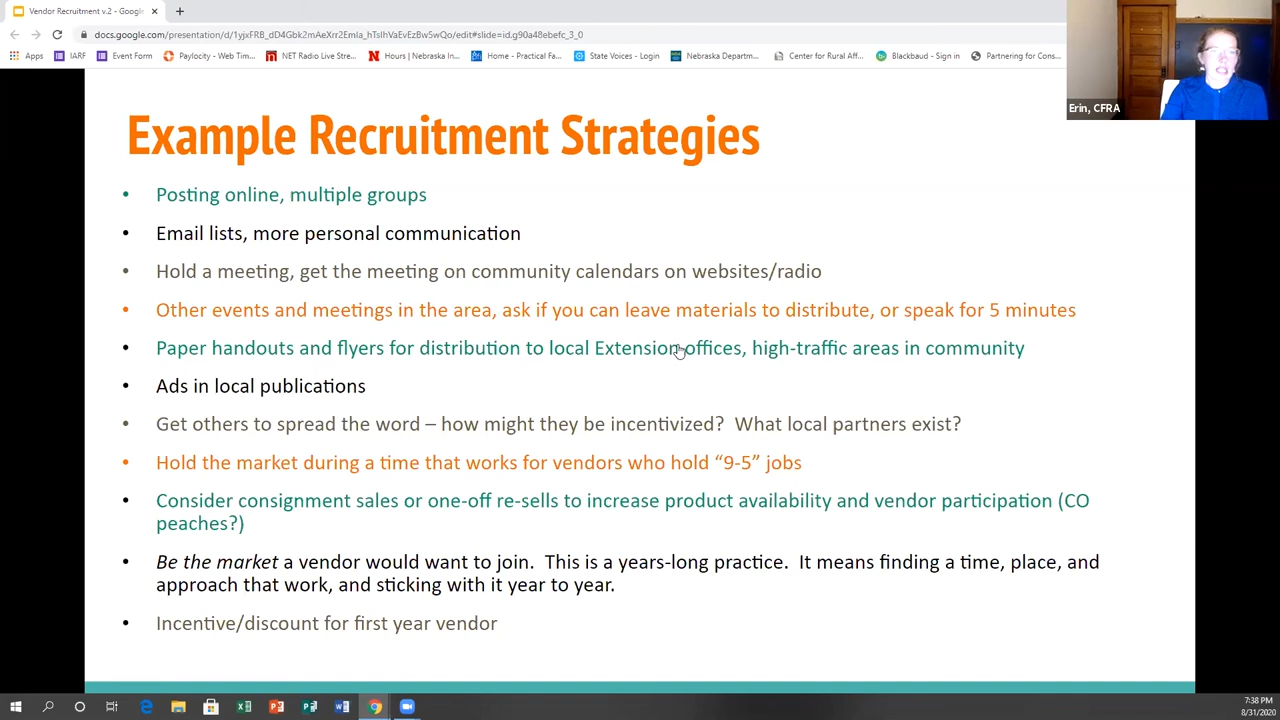 Vendor Recruitment v.2 - Google
docs.google.com/presentation/d/1yjxFRB_dD4Gbk2mAeXrr2Emla_hTsIhVaEvEzBw5wQo/edit#slide=id.g90a48ebefc_3_0
Apps IARF Event Form Paylocity - Web Tim... NET Radio Live Stre... Hours | Nebraska In... Home - Practical Fa... State Voices - Login Nebraska Departm... Center for Rural Aff... Blackbaud - Sign in Partnering for Cons...
Erin, CFRA
Example Recruitment Strategies
• Posting online, multiple groups
• Email lists, more personal communication
• Hold a meeting, get the meeting on community calendars on websites/radio
• Other events and meetings in the area, ask if you can leave materials to distribute, or speak for 5 minutes
• Paper handouts and flyers for distribution to local Extension offices, high-traffic areas in community
• Ads in local publications
• Get others to spread the word – how might they be incentivized? What local partners exist?
• Hold the market during a time that works for vendors who hold “9-5” jobs
• Consider consignment sales or one-off re-sells to increase product availability and vendor participation (CO
peaches?)
• Be the market a vendor would want to join. This is a years-long practice. It means finding a time, place, and
approach that work, and sticking with it year to year.
• Incentive/discount for first year vendor
7:38 PM
8/31/2020